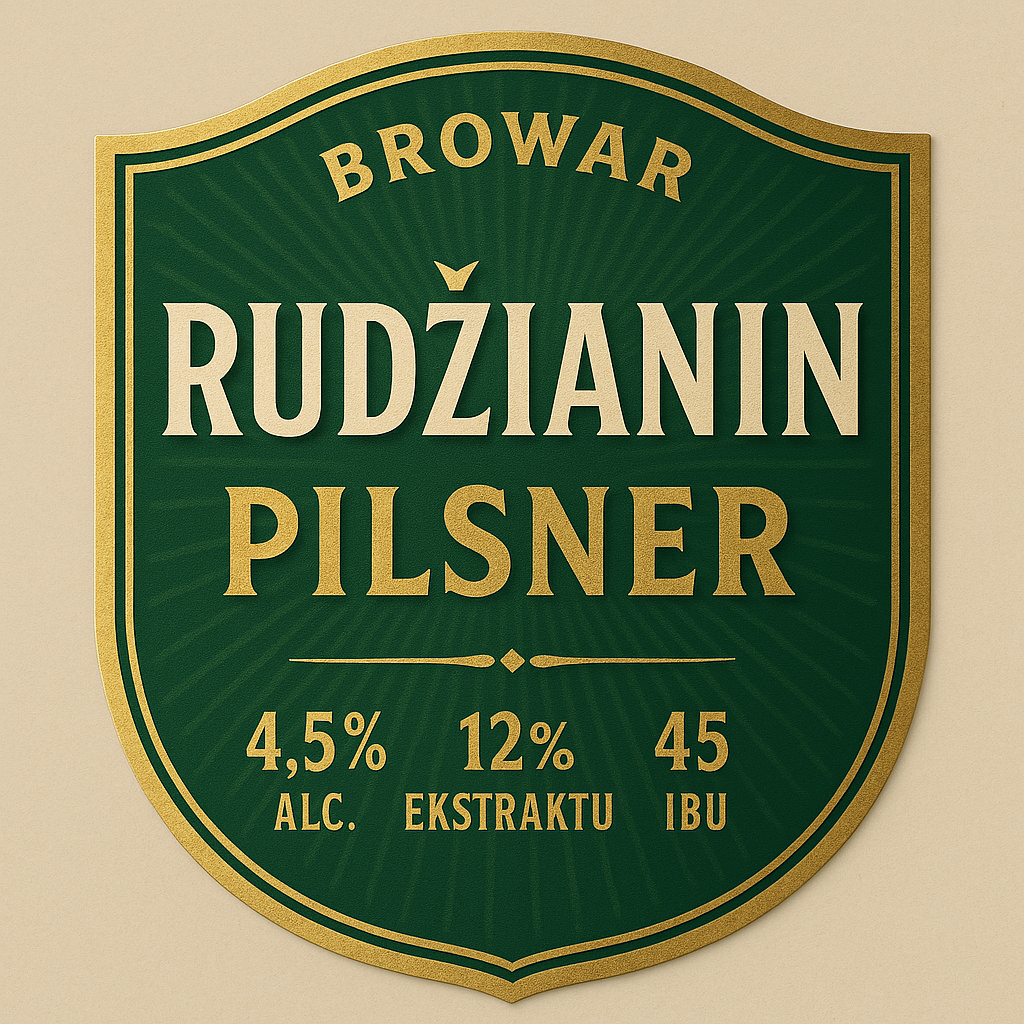 BROWAR
RUDŽIANIN
PILSNER
4,5% 12% 45
ALC. EKSTRAKTU IBU